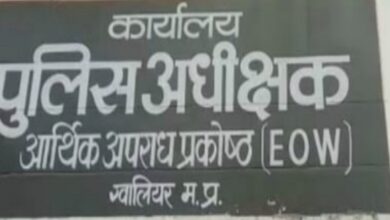 कार्यालय
पुलिस अधीक्षक
आर्थिक अपराध प्रकोष्ठ (EOW)
ग्वालियर म.प्र.